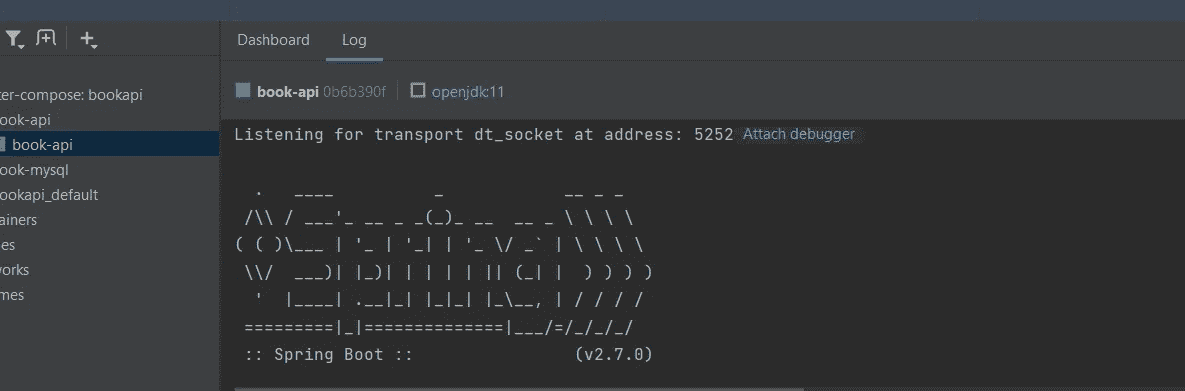 Dashboard Log
ter-compose: bookapi
book-api 0b6b390f openjdk:11
ook-api
Listening for transport dt_socket at address: 5252 Attach debugger
book-api
ook-mysql
ookapi_default
ainers
es
works
mes
  .   ____          _            __ _ _
 /\\ / ___'_ __ _ _(_)_ __  __ _ \ \ \ \
( ( )\___ | '_ | '_| | '_ \/ _` | \ \ \ \
 \\/  ___)| |_)| | | | | || (_| |  ) ) ) )
  '  |____| .__|_| |_|_| |_\__, | / / / /
 =========|_|==============|___/=/_/_/_/
 :: Spring Boot ::                (v2.7.0)